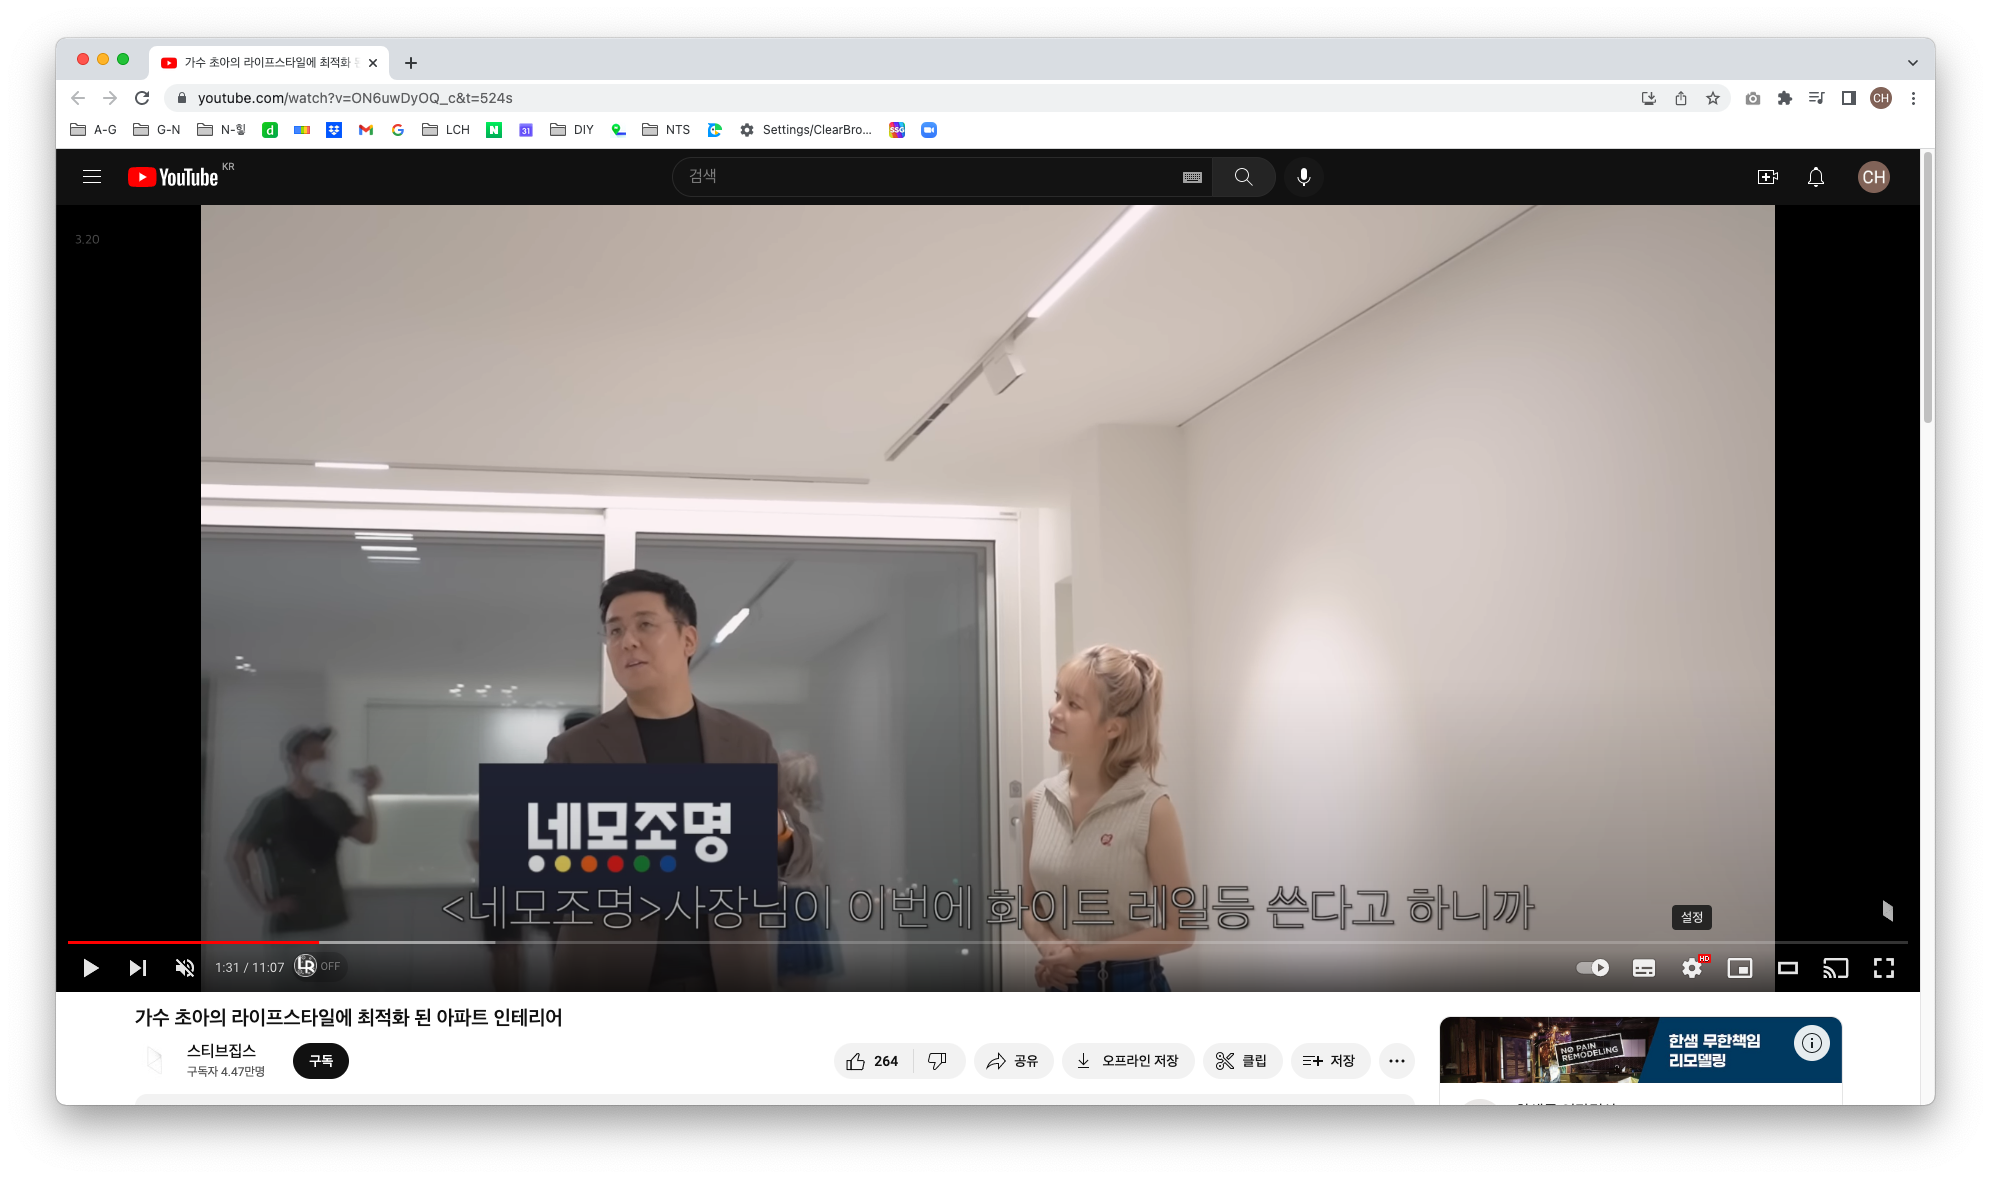 가수 초아의 라이프스타일에 최적화
youtube.com/watch?v=ON6uwDyOQ_c&t=524s
CH
A-G
G-N
N-힣
d
31
LCH
N
DIY
NTS
Settings/ClearBro...
SSG
YouTube KR
검색
CH
3.20
네모조명
<네모조명>사장님이 이번에 화이트 레일등 쓴다고 하니까
설정
1:31 / 11:07
LR OFF
HD
가수 초아의 라이프스타일에 최적화 된 아파트 인테리어
스티브집스
구독자 4.47만명
구독
264
공유
오프라인 저장
클립
저장
NO PAIN
REMODELING
한샘 무한책임
리모델링